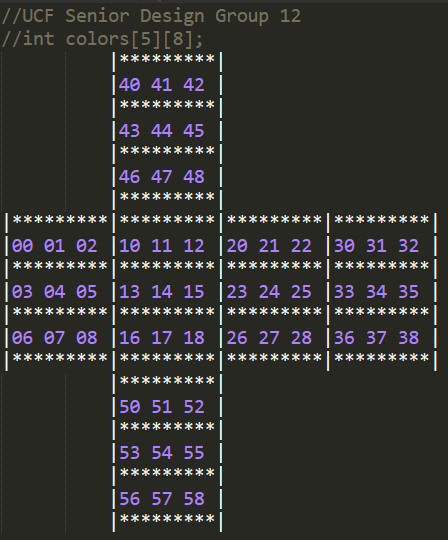 //UCF Senior Design Group 12
//int colors[5][8];
|*********|
|40 41 42 |
|*********|
|43 44 45 |
|*********|
|46 47 48 |
|*********|
|*********|*********|*********|*********|
|00 01 02 |10 11 12 |20 21 22 |30 31 32 |
|*********|*********|*********|*********|
|03 04 05 |13 14 15 |23 24 25 |33 34 35 |
|*********|*********|*********|*********|
|06 07 08 |16 17 18 |26 27 28 |36 37 38 |
|*********|*********|*********|*********|
|*********|
|50 51 52 |
|*********|
|53 54 55 |
|*********|
|56 57 58 |
|*********|